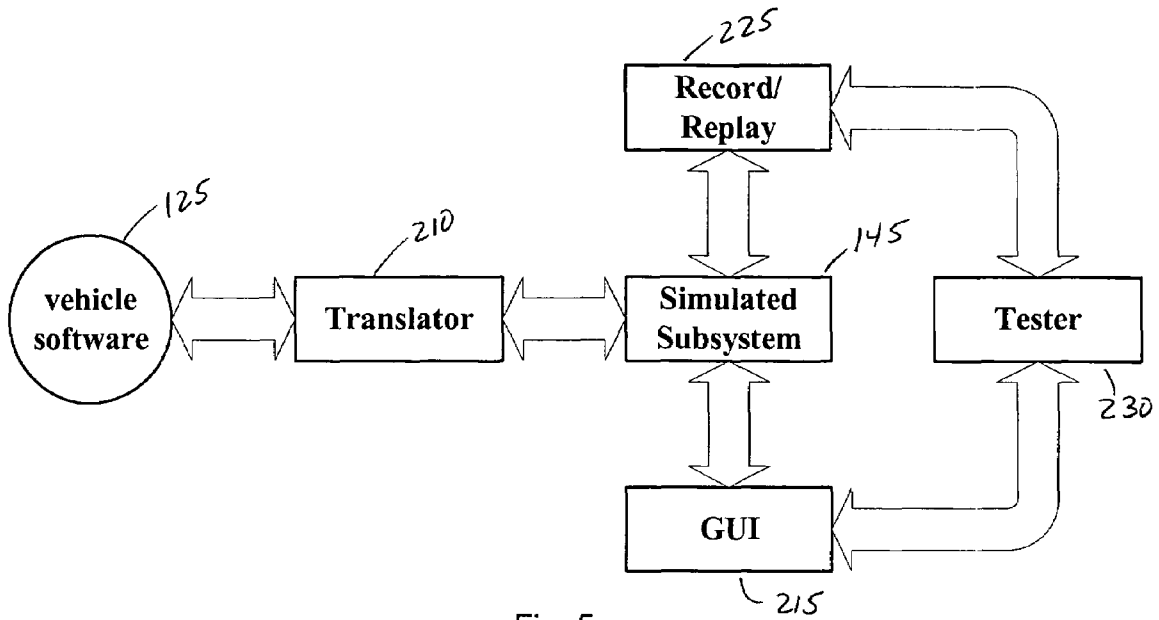 225
Record/
Replay
125
210
145
vehicle
software
Translator
Simulated
Subsystem
Tester
230
GUI
215